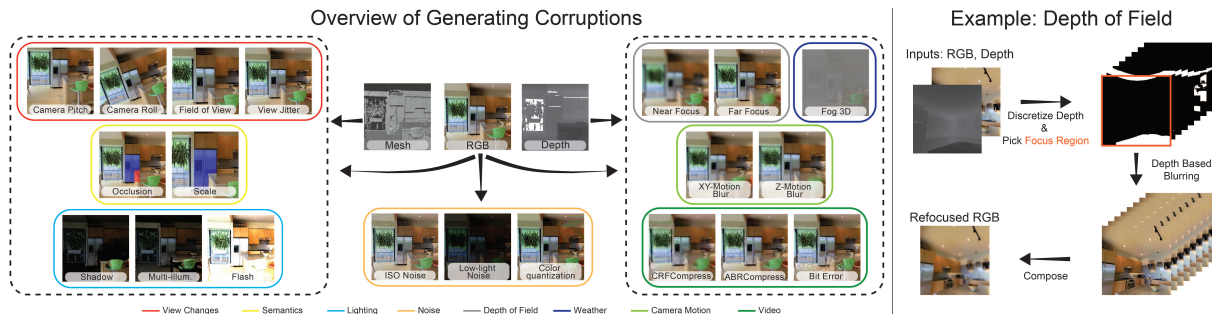 Overview of Generating Corruptions
Camera Pitch
Camera Roll
Field of View
View Jitter
Occlusion
Scale
Shadow
Multi-illum.
Flash
Mesh
RGB
Depth
ISO Noise
Low-light
Noise
Color
quantization
Near Focus
Far Focus
Fog 3D
XY-Motion
Blur
Z-Motion
Blur
CRFCompress
ABRCompress
Bit Error
View Changes
Semantics
Lighting
Noise
Depth of Field
Weather
Camera Motion
Video
Example: Depth of Field
Inputs: RGB, Depth
Discretize Depth
&
Pick Focus Region
Depth Based
Blurring
Refocused RGB
Compose